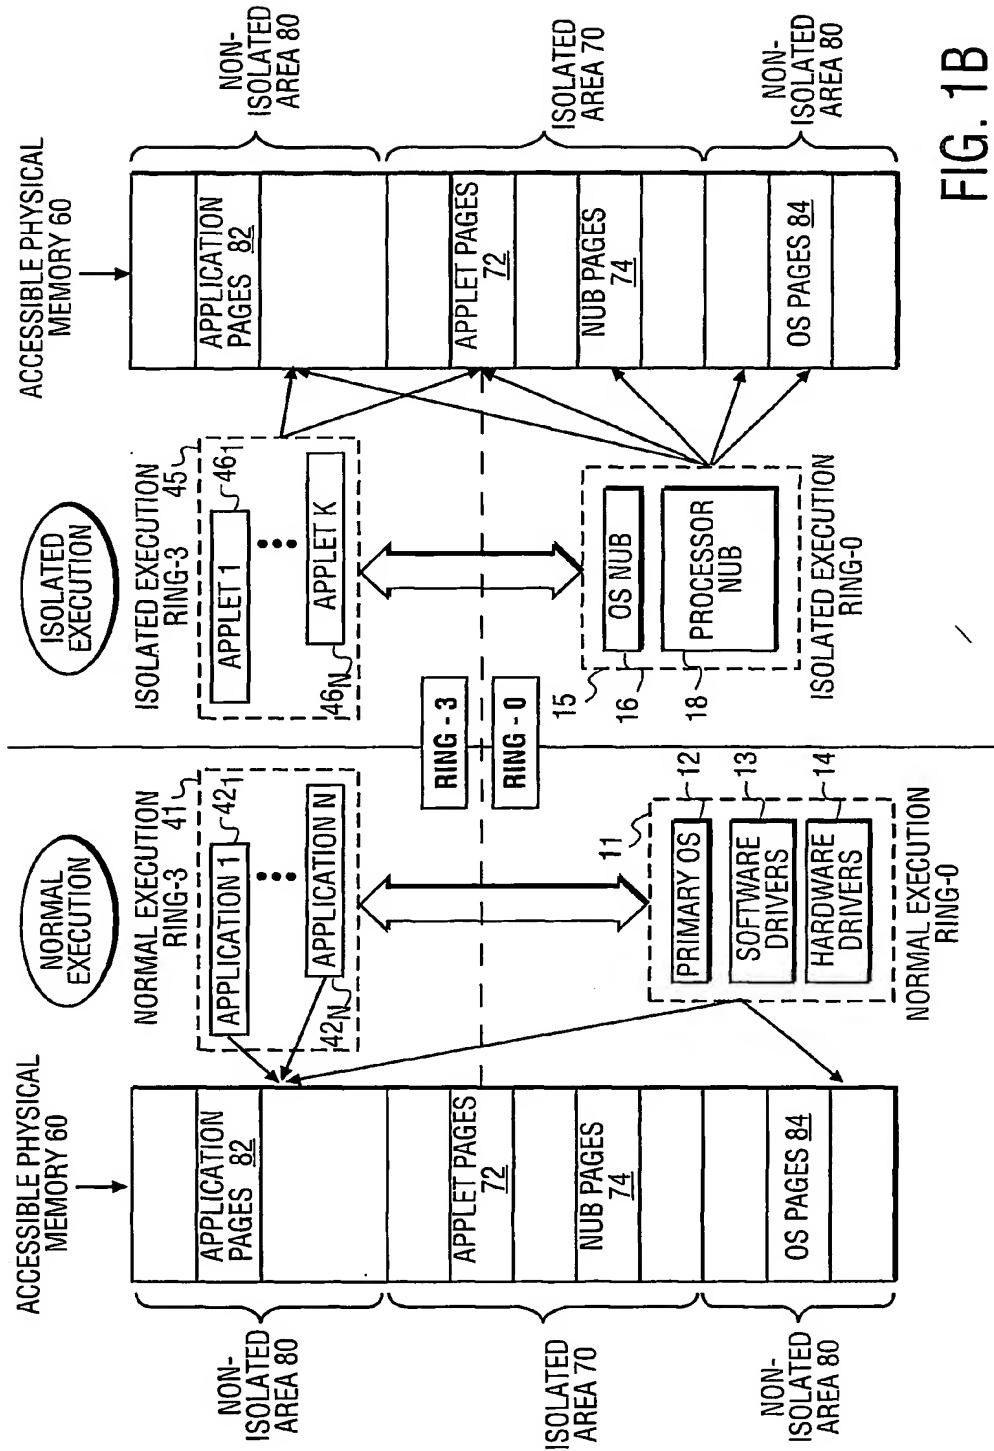 ACCESSIBLE PHYSICAL
MEMORY 60
NORMAL
EXECUTION
ISOLATED
EXECUTION
ACCESSIBLE PHYSICAL
MEMORY 60
NON-
ISOLATED
AREA 80
APPLICATION
PAGES 82
NORMAL EXECUTION
RING-3
41
APPLICATION 1
42₁
APPLICATION N
42N
ISOLATED EXECUTION
RING-3
45
APPLET 1
46₁
APPLET K
46N
APPLICATION
PAGES 82
NON-
ISOLATED
AREA 80
ISOLATED
AREA 70
APPLET PAGES
72
NUB PAGES
74
RING - 3
RING - 0
APPLET PAGES
72
NUB PAGES
74
ISOLATED
AREA 70
NON-
ISOLATED
AREA 80
OS PAGES 84
11
PRIMARY OS
12
SOFTWARE
DRIVERS
13
HARDWARE
DRIVERS
14
NORMAL EXECUTION
RING-0
15
OS NUB
16
PROCESSOR
NUB
18
ISOLATED EXECUTION
RING-0
OS PAGES 84
NON-
ISOLATED
AREA 80
FIG. 1B